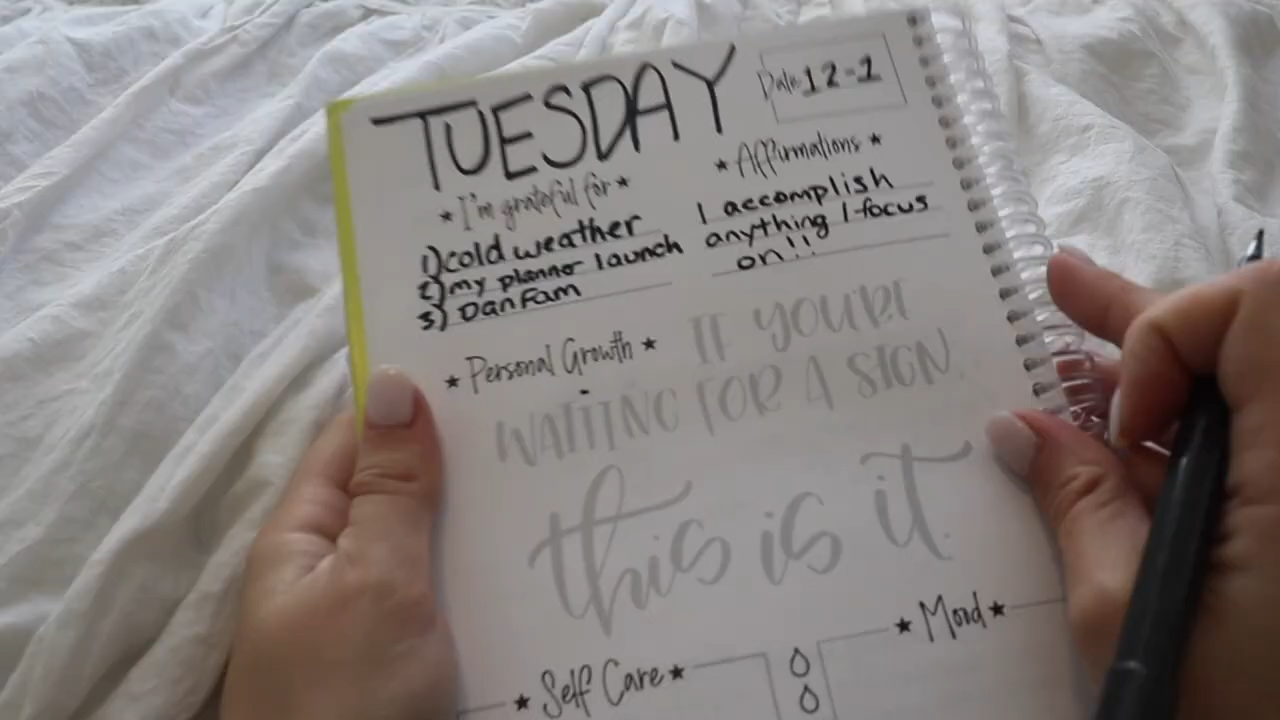 TUESDAY
Date: 12-1
★ I'm grateful for ★
1) cold weather
2) my planner launch
3) DanFam
★ Affirmations ★
I accomplish
anything I focus
on!!
★ Personal Growth ★
IF YOU'RE
WAITING FOR A SIGN
this is it.
★ Self Care ★
★ Mood ★